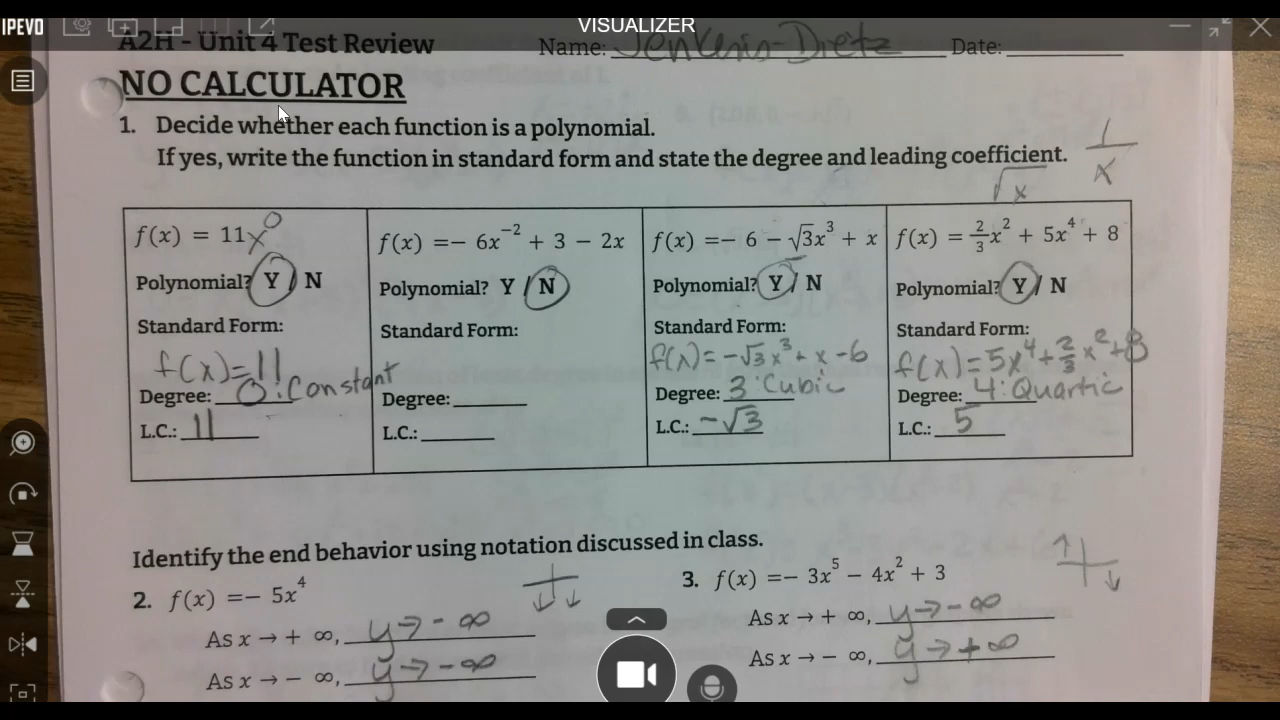 IPEVO
VISUALIZER
A2H - Unit 4 Test Review Name: Jenkins-Dietz Date:
NO CALCULATOR
1. Decide whether each function is a polynomial.
If yes, write the function in standard form and state the degree and leading coefficient.
1/x
√x
f(x) = 11x⁰
Polynomial? Y / N
Standard Form:
f(x)=11
Degree: 0: Constant
L.C.: 11
f(x) =− 6x⁻² + 3 − 2x
Polynomial? Y / N
Standard Form:
Degree:
L.C.:
f(x) =− 6 − √3x³ + x
Polynomial? Y / N
Standard Form:
f(x)=-√3x³+x-6
Degree: 3: Cubic
L.C.: -√3
f(x) = 2/3x² + 5x⁴ + 8
Polynomial? Y / N
Standard Form:
f(x)=5x⁴+2/3x²+8
Degree: 4: Quartic
L.C.: 5
Identify the end behavior using notation discussed in class.
2. f(x) =− 5x⁴
As x → + ∞, y→-∞
As x → − ∞, y→-∞
3. f(x) =− 3x⁵ − 4x² + 3
As x → + ∞, y→-∞
As x → − ∞, y→+∞